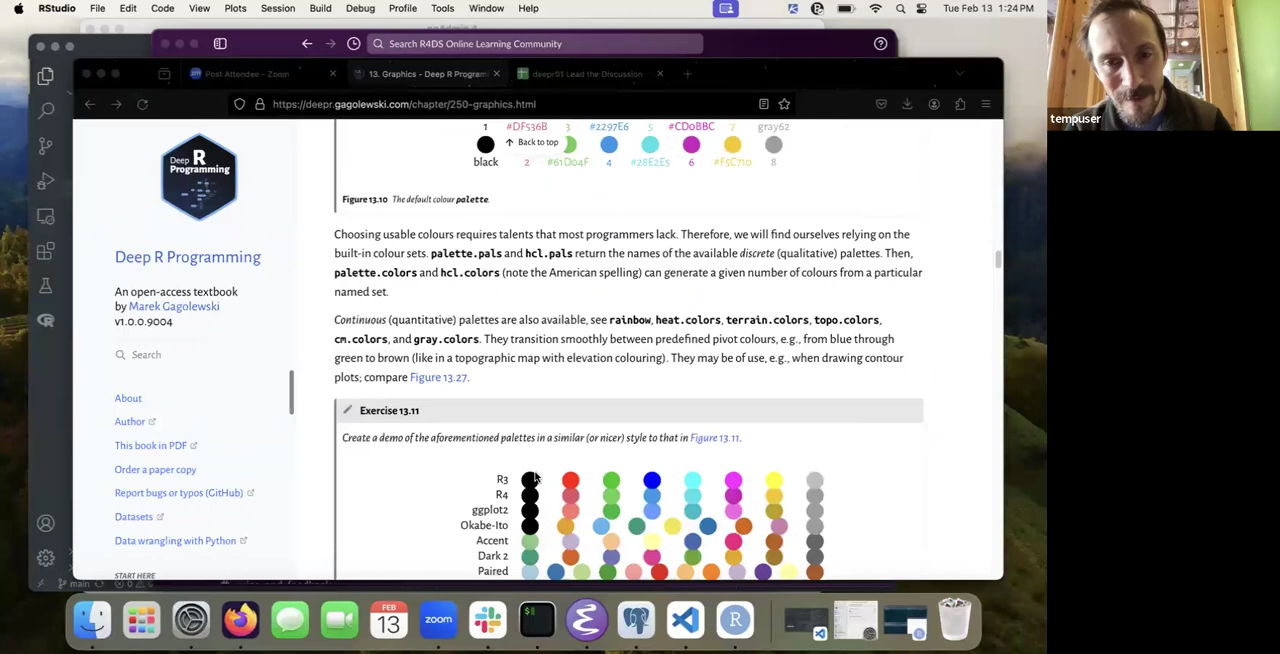 RStudio File Edit Code View Plots Session Build Debug Profile Tools Window Help
Tue Feb 13 1:24 PM
Search R4DS Online Learning Community
Post Attendee - Zoom
13. Graphics - Deep R Program
deepr01 Lead the Discussion
https://deepr.gagolewski.com/chapter/250-graphics.html
tempuser
Deep R
Programming
Deep R Programming
An open-access textbook
by Marek Gagolewski
v1.0.0.9004
Search
About
Author
This book in PDF
Order a paper copy
Report bugs or typos (GitHub)
Datasets
Data wrangling with Python
START HERE
1 #DF536B 3 #2297E6 5 #CD0BBC 7 gray62
Back to top
black 2 #61D04F 4 #28E2E5 6 #F5C710 8
Figure 13.10 The default colour palette.
Choosing usable colours requires talents that most programmers lack. Therefore, we will find ourselves relying on the
built-in colour sets. palette.pals and hcl.pals return the names of the available discrete (qualitative) palettes. Then,
palette.colors and hcl.colors (note the American spelling) can generate a given number of colours from a particular
named set.
Continuous (quantitative) palettes are also available, see rainbow, heat.colors, terrain.colors, topo.colors,
cm.colors, and gray.colors. They transition smoothly between predefined pivot colours, e.g., from blue through
green to brown (like in a topographic map with elevation colouring). They may be of use, e.g., when drawing contour
plots; compare Figure 13.27.
Exercise 13.11
Create a demo of the aforementioned palettes in a similar (or nicer) style to that in Figure 13.11.
R3
R4
ggplot2
Okabe-Ito
Accent
Dark 2
Paired
main
FEB
13
zoom